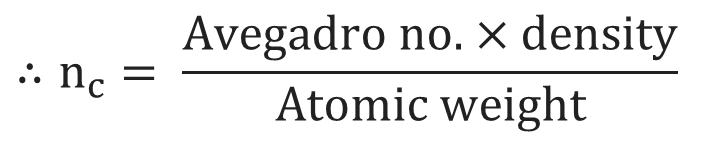 ∴ n_c = Avegadro no. × density / Atomic weight